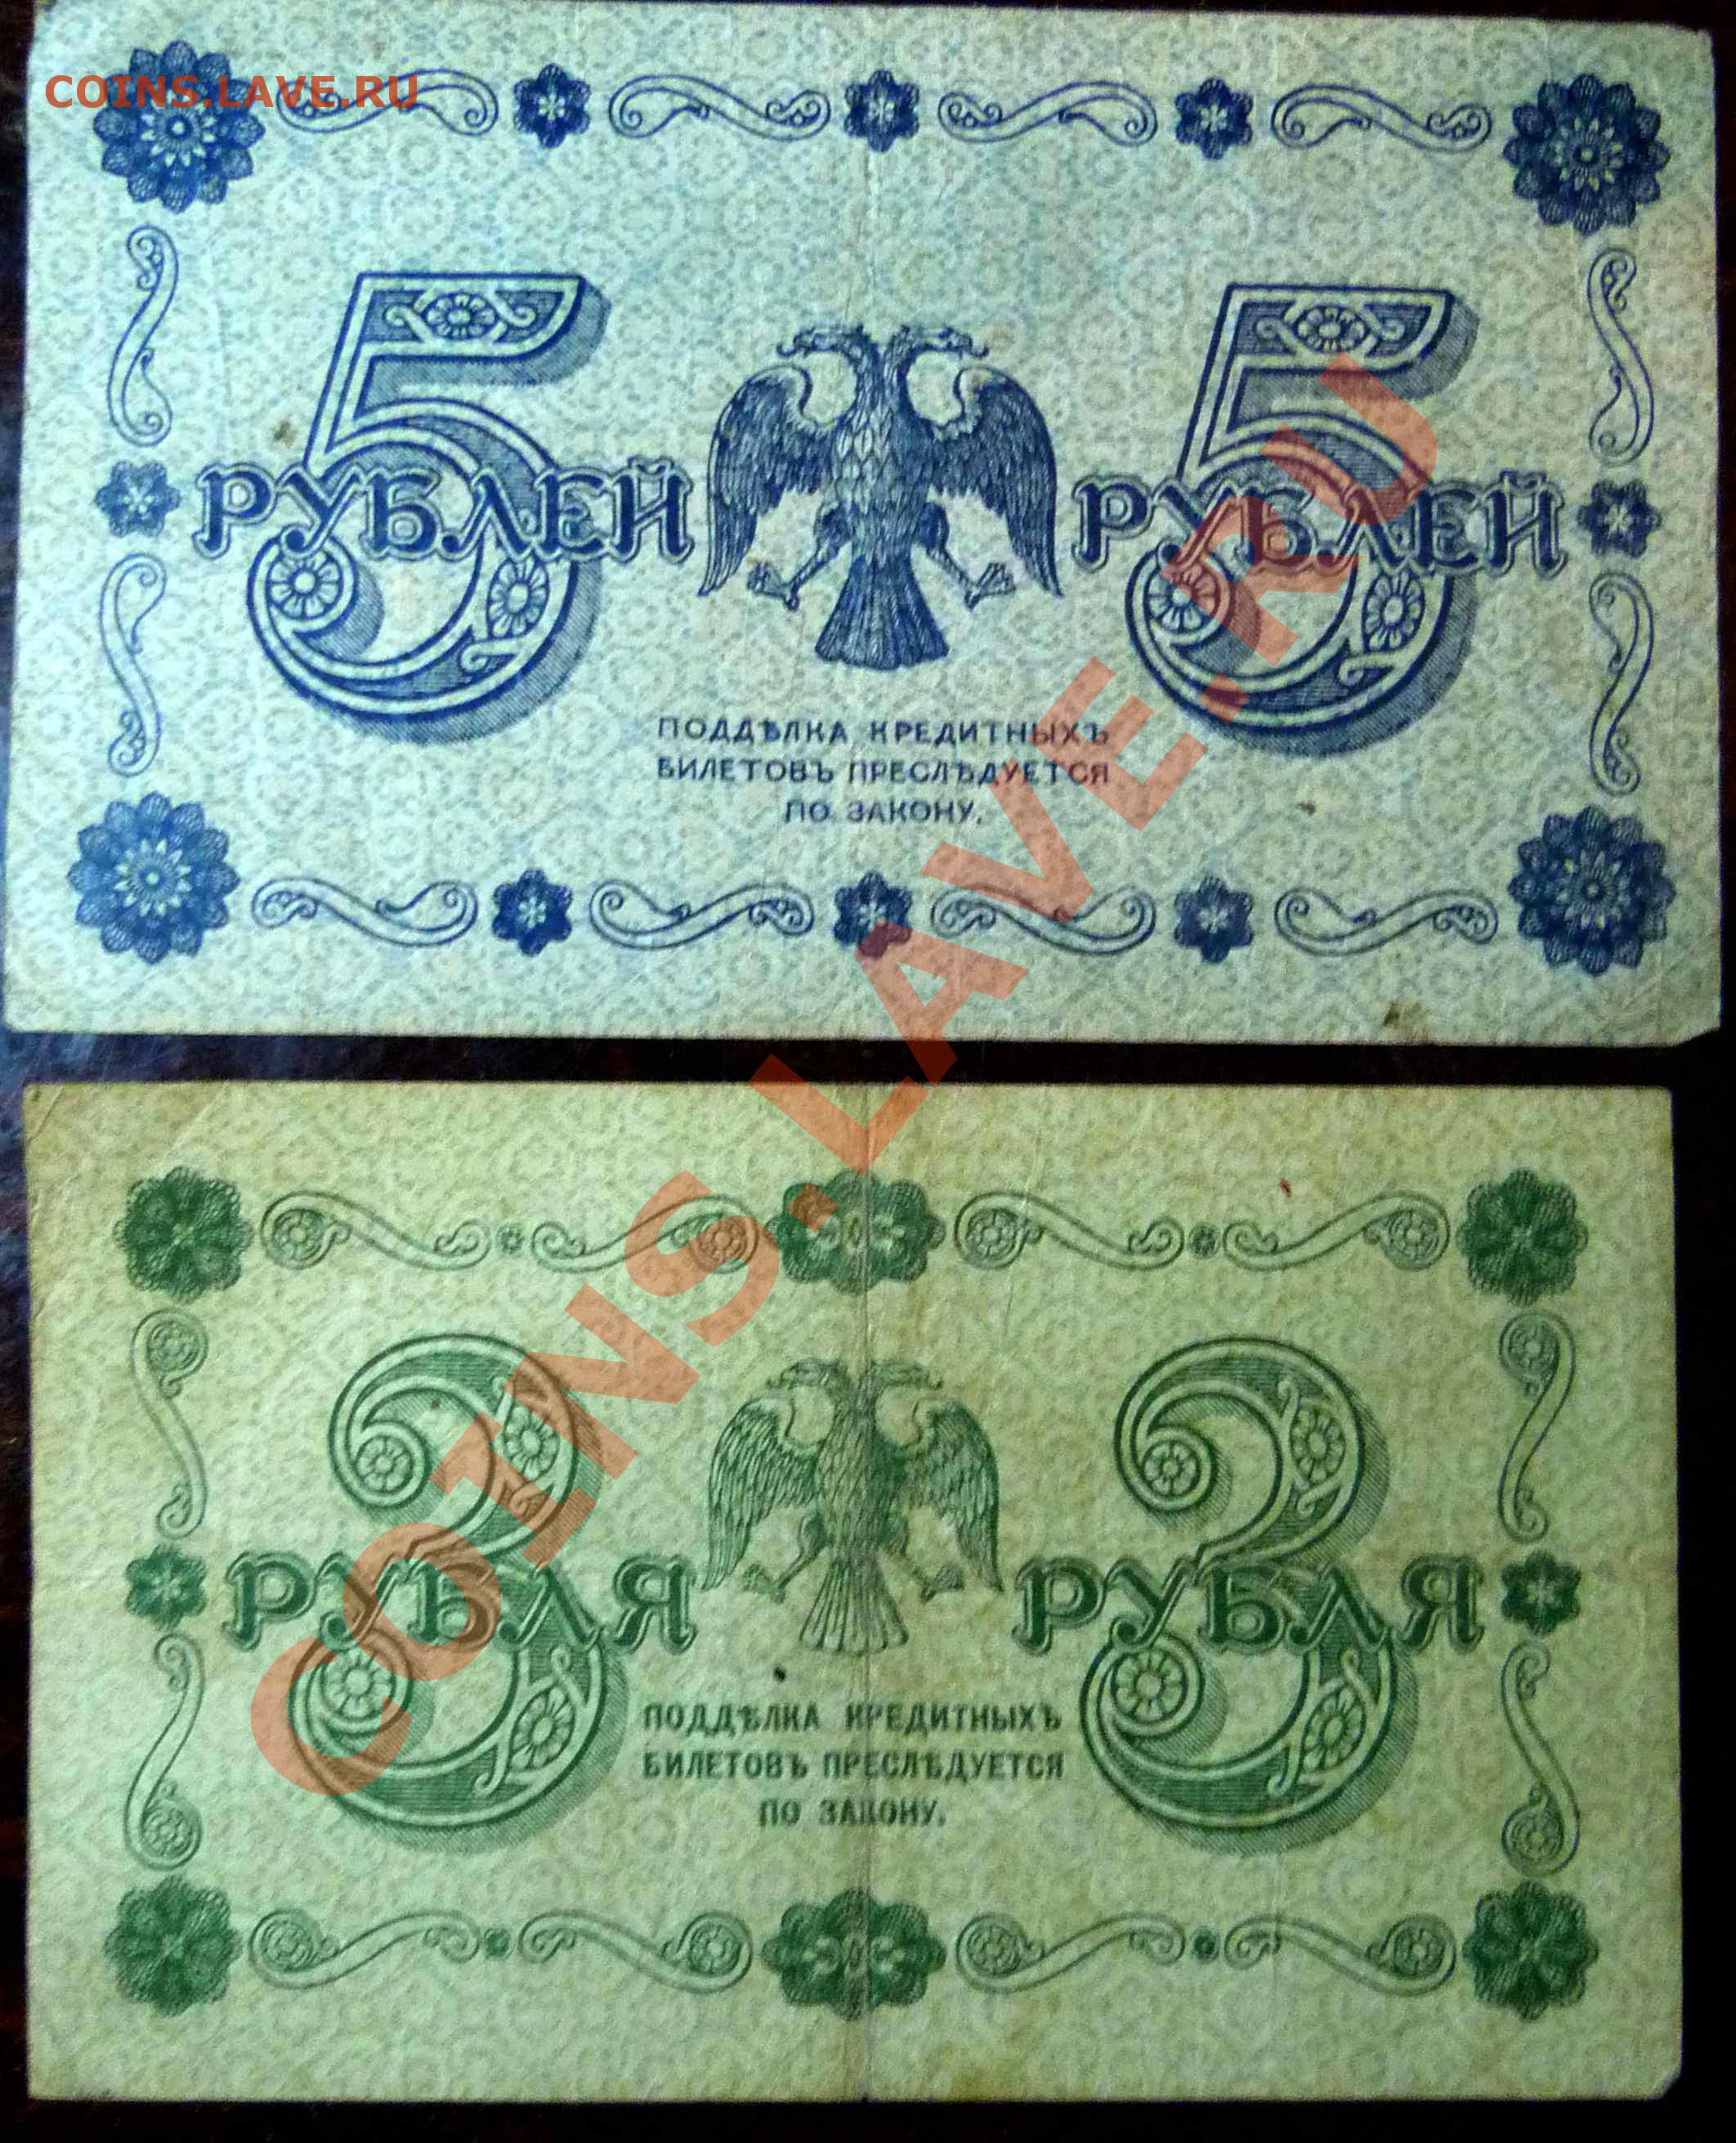 COINS.LAVE.RU
5 5
РУБЛЕЙ РУБЛЕЙ
ПОДДѢЛКА КРЕДИТНЫХЪ
БИЛЕТОВЪ ПРЕСЛѢДУЕТСЯ
ПО ЗАКОНУ.
COINS.LAVE.RU
3 3
РУБЛЯ РУБЛЯ
ПОДДѢЛКА КРЕДИТНЫХЪ
БИЛЕТОВЪ ПРЕСЛѢДУЕТСЯ
ПО ЗАКОНУ.